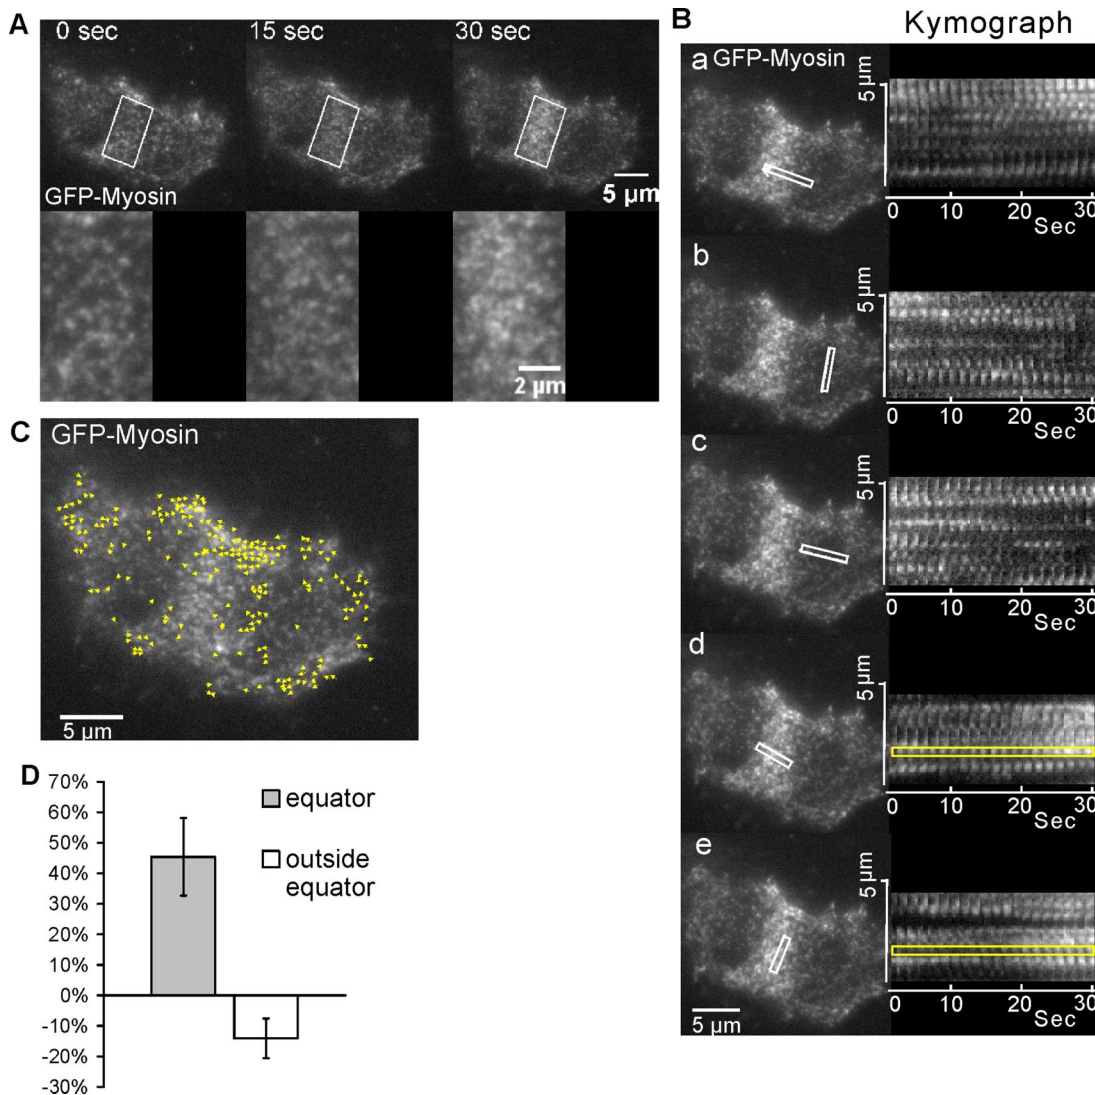 A
0 sec 15 sec 30 sec
5 µm
GFP-Myosin
2 µm
B
Kymograph
a GFP-Myosin
5 µm
0 10 20 30
Sec
b
5 µm
0 10 20 30
Sec
c
5 µm
0 10 20 30
Sec
d
5 µm
0 10 20 30
Sec
e
5 µm
5 µm
0 10 20 30
Sec
C
GFP-Myosin
5 µm
D
70%
60%
50%
40%
30%
20%
10%
0%
-10%
-20%
-30%
equator
outside
equator